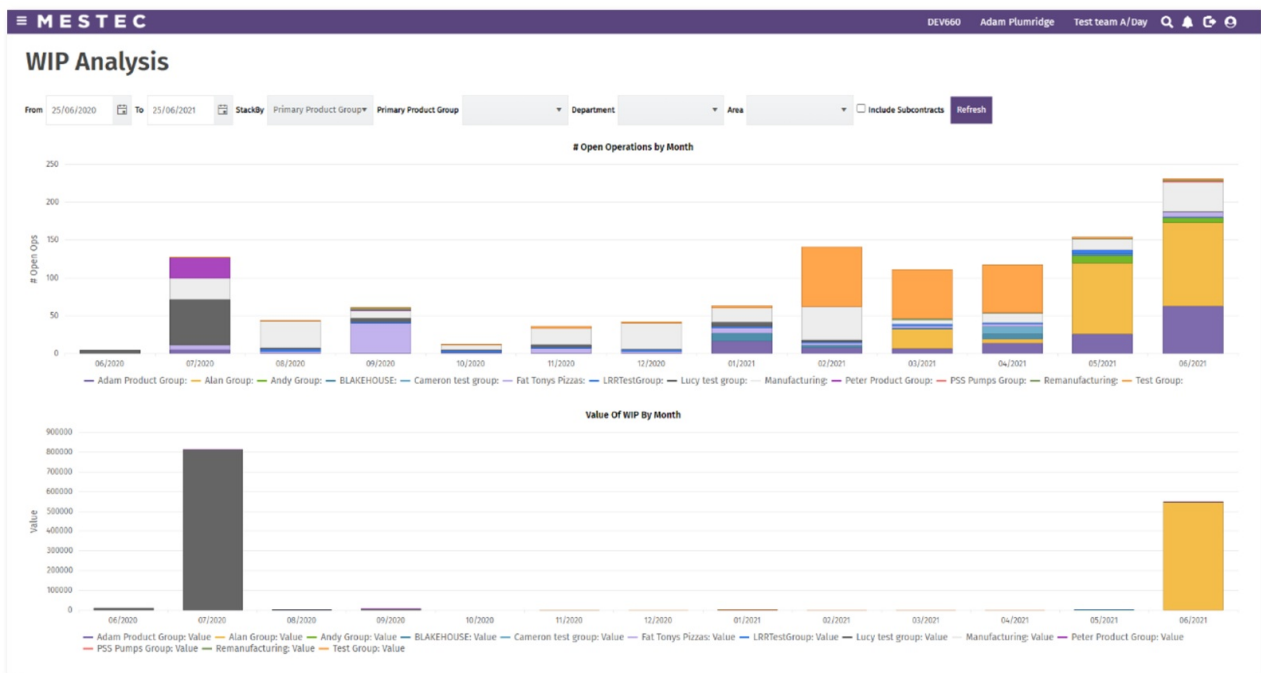 ≡ MESTEC DEV660 Adam Plumridge Test team A/Day
WIP Analysis
From 25/06/2020 To 25/06/2021 StackBy Primary Product Group Primary Product Group Department Area Include Subcontracts Refresh
# Open Operations by Month
250
200
150
100
50
0
# Open Ops
06/2020 07/2020 08/2020 09/2020 10/2020 11/2020 12/2020 01/2021 02/2021 03/2021 04/2021 05/2021 06/2021
Adam Product Group: Alan Group: Andy Group: BLAKEHOUSE: Cameron test group: Fat Tonys Pizzas: LRRTestGroup: Lucy test group: Manufacturing: Peter Product Group: PSS Pumps Group: Remanufacturing: Test Group:
Value Of WIP By Month
900000
800000
700000
600000
500000
400000
300000
200000
100000
0
Value
06/2020 07/2020 08/2020 09/2020 10/2020 11/2020 12/2020 01/2021 02/2021 03/2021 04/2021 05/2021 06/2021
Adam Product Group: Value Alan Group: Value Andy Group: Value BLAKEHOUSE: Value Cameron test group: Value Fat Tonys Pizzas: Value LRRTestGroup: Value Lucy test group: Value Manufacturing: Value Peter Product Group: Value
PSS Pumps Group: Value Remanufacturing: Value Test Group: Value